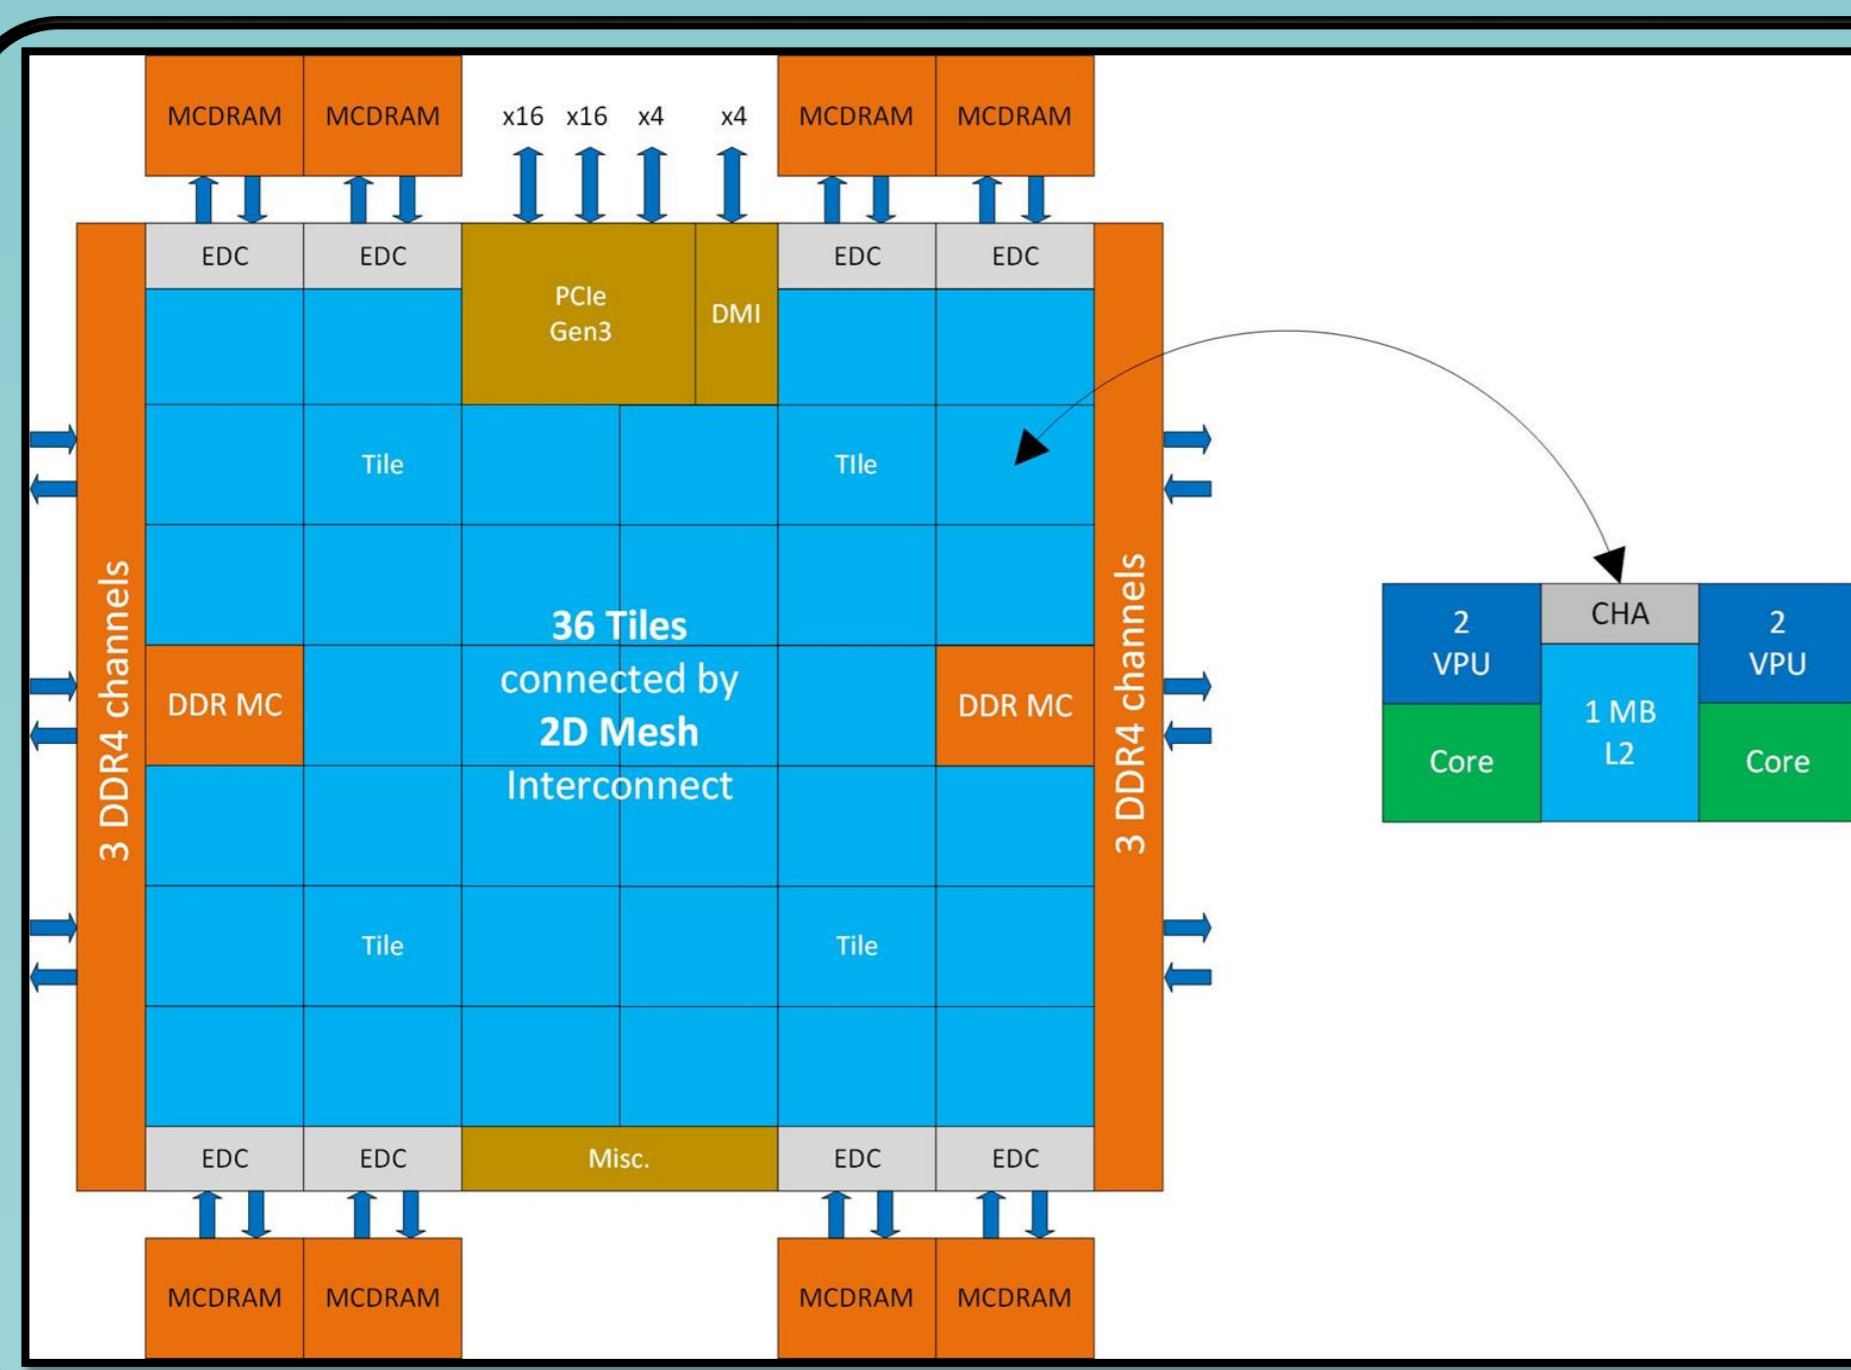 MCDRAM MCDRAM x16 x16 x4 x4 MCDRAM MCDRAM
EDC EDC EDC EDC
PCIe
Gen3
DMI
Tile TIle
3 DDR4 channels
3 DDR4 channels
36 Tiles
connected by
2D Mesh
Interconnect
DDR MC DDR MC
Tile Tile
EDC EDC Misc. EDC EDC
MCDRAM MCDRAM MCDRAM MCDRAM
2
VPU
CHA
2
VPU
1 MB
L2
Core Core